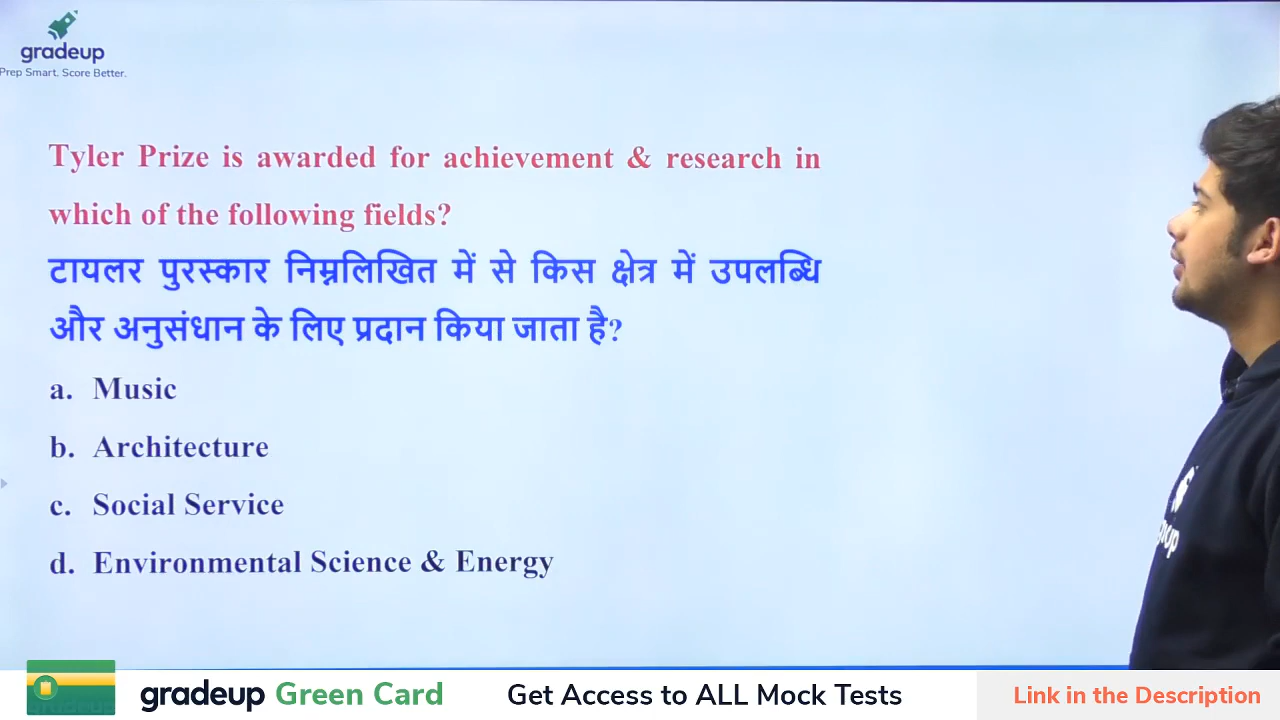 gradeup
Prep Smart. Score Better.
Tyler Prize is awarded for achievement & research in
which of the following fields?
टायलर पुरस्कार निम्नलिखित में से किस क्षेत्र में उपलब्धि
और अनुसंधान के लिए प्रदान किया जाता है?
a. Music
b. Architecture
c. Social Service
d. Environmental Science & Energy
gradeup Green Card Get Access to ALL Mock Tests Link in the Description